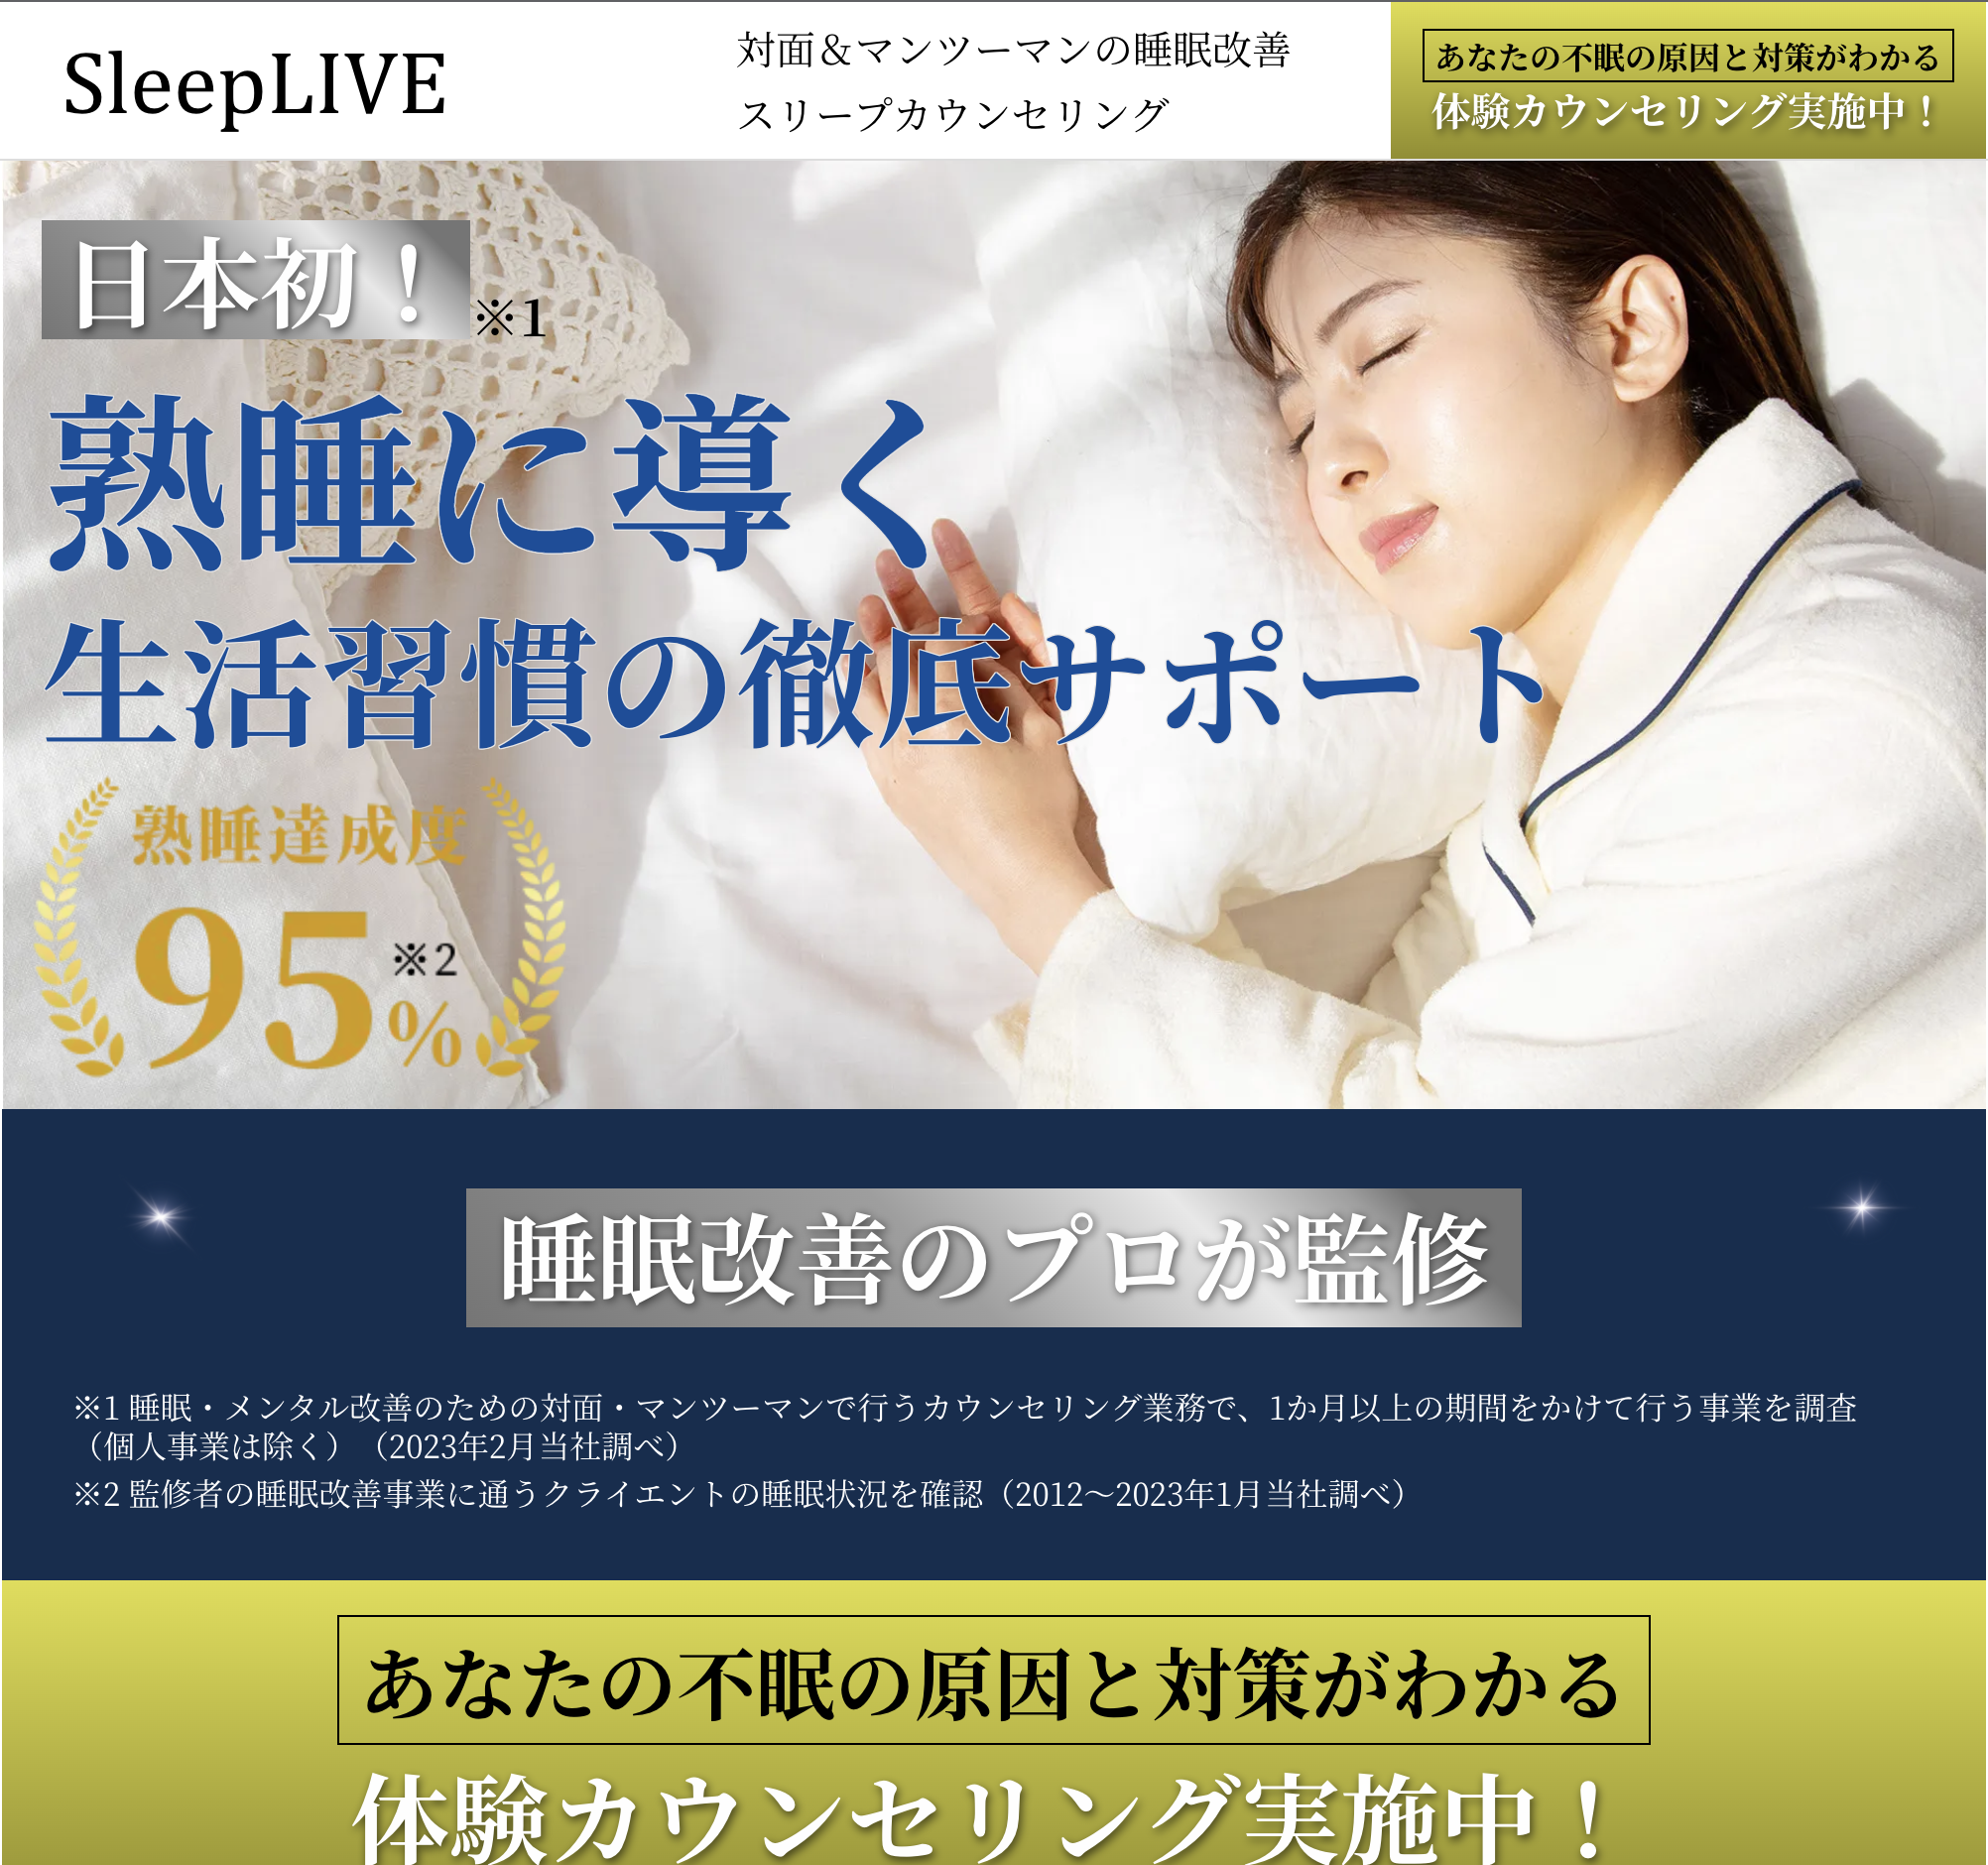 SleepLIVE
対面＆マンツーマンの睡眠改善
スリープカウンセリング
あなたの不眠の原因と対策がわかる
体験カウンセリング実施中！
日本初！※1
熟睡に導く
生活習慣の徹底サポート
熟睡達成度
95%※2
睡眠改善のプロが監修
※1 睡眠・メンタル改善のための対面・マンツーマンで行うカウンセリング業務で、1か月以上の期間をかけて行う事業を調査
（個人事業は除く）（2023年2月当社調べ）
※2 監修者の睡眠改善事業に通うクライエントの睡眠状況を確認（2012～2023年1月当社調べ）
あなたの不眠の原因と対策がわかる
体験カウンセリング実施中！